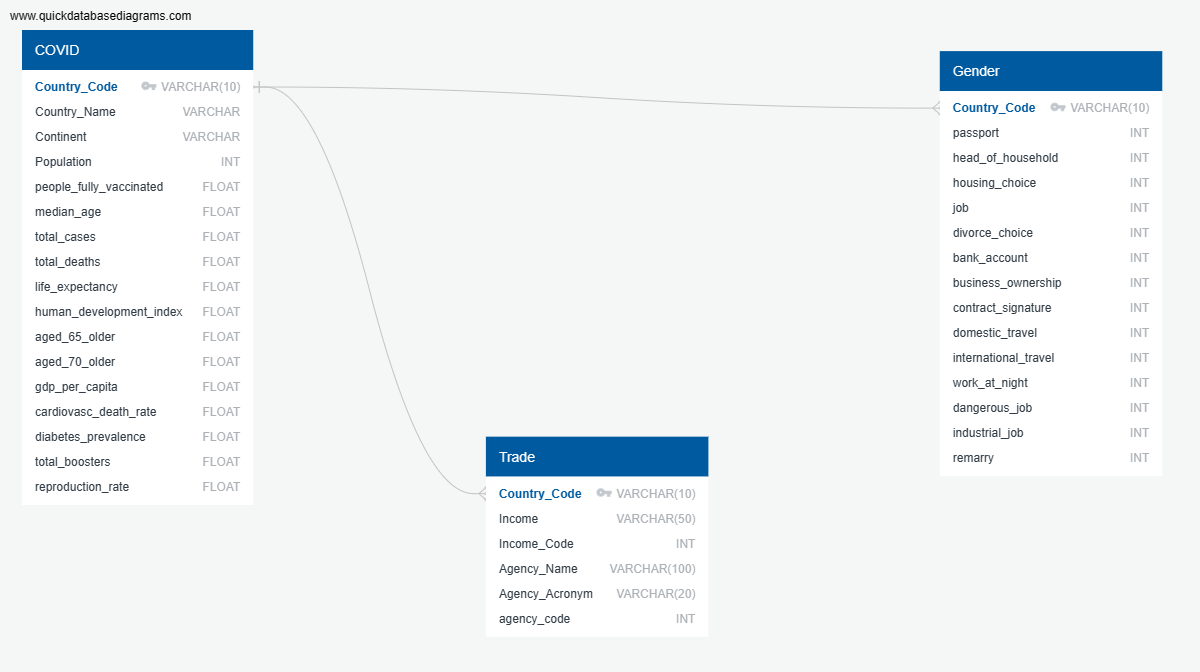 www.quickdatabasediagrams.com
COVID
Country_Code VARCHAR(10)
Country_Name VARCHAR
Continent VARCHAR
Population INT
people_fully_vaccinated FLOAT
median_age FLOAT
total_cases FLOAT
total_deaths FLOAT
life_expectancy FLOAT
human_development_index FLOAT
aged_65_older FLOAT
aged_70_older FLOAT
gdp_per_capita FLOAT
cardiovasc_death_rate FLOAT
diabetes_prevalence FLOAT
total_boosters FLOAT
reproduction_rate FLOAT
Gender
Country_Code VARCHAR(10)
passport INT
head_of_household INT
housing_choice INT
job INT
divorce_choice INT
bank_account INT
business_ownership INT
contract_signature INT
domestic_travel INT
international_travel INT
work_at_night INT
dangerous_job INT
industrial_job INT
remarry INT
Trade
Country_Code VARCHAR(10)
Income VARCHAR(50)
Income_Code INT
Agency_Name VARCHAR(100)
Agency_Acronym VARCHAR(20)
agency_code INT